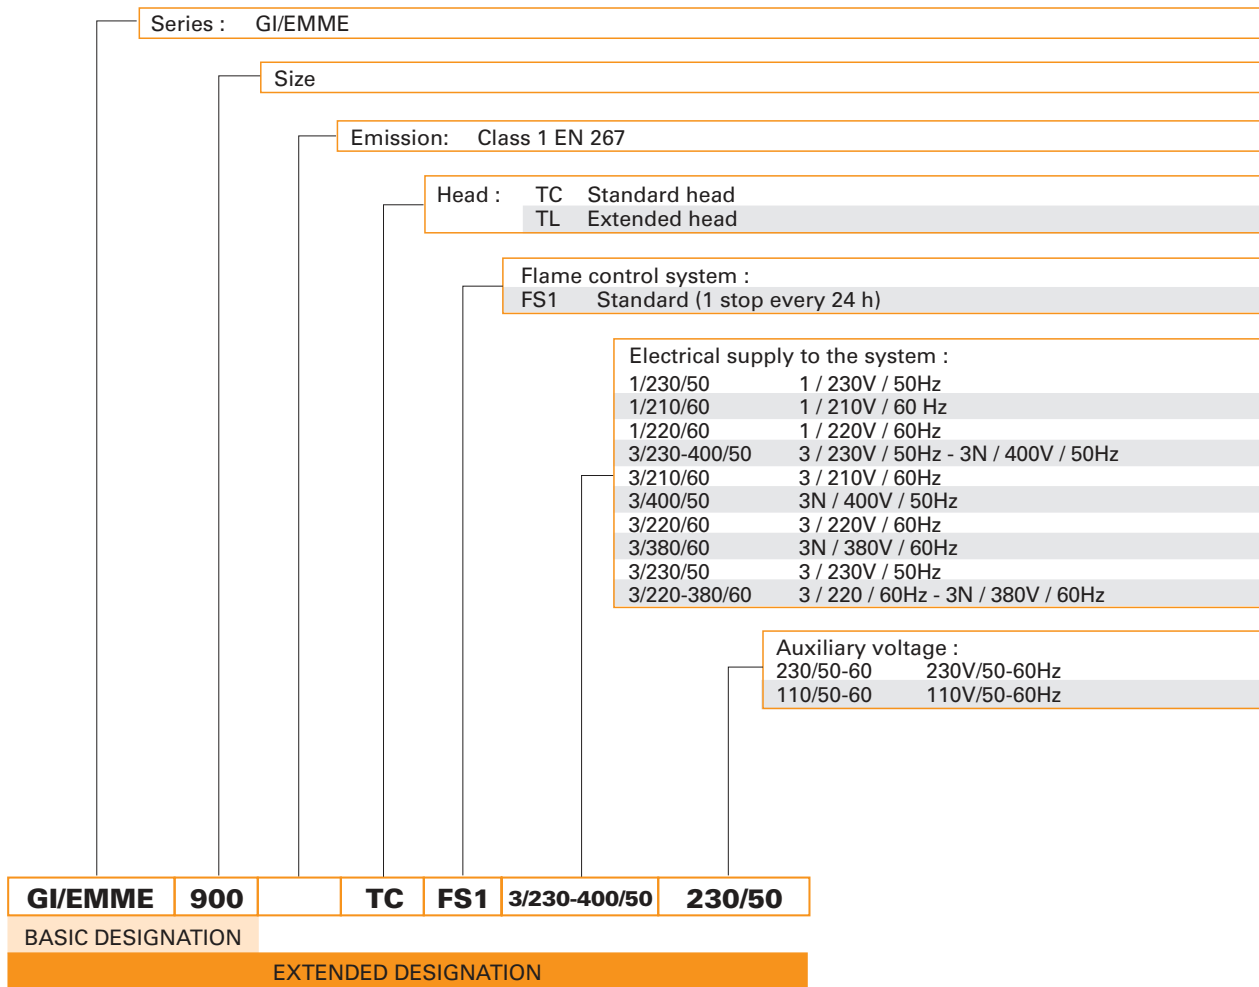 Series : GI/EMME
Size
Emission: Class 1 EN 267
Head : TC Standard head
TL Extended head
Flame control system :
FS1 Standard (1 stop every 24 h)
Electrical supply to the system :
1/230/50 1 / 230V / 50Hz
1/210/60 1 / 210V / 60 Hz
1/220/60 1 / 220V / 60Hz
3/230-400/50 3 / 230V / 50Hz - 3N / 400V / 50Hz
3/210/60 3 / 210V / 60Hz
3/400/50 3N / 400V / 50Hz
3/220/60 3 / 220V / 60Hz
3/380/60 3N / 380V / 60Hz
3/230/50 3 / 230V / 50Hz
3/220-380/60 3 / 220 / 60Hz - 3N / 380V / 60Hz
Auxiliary voltage :
230/50-60 230V/50-60Hz
110/50-60 110V/50-60Hz
GI/EMME 900 TC FS1 3/230-400/50 230/50
BASIC DESIGNATION
EXTENDED DESIGNATION